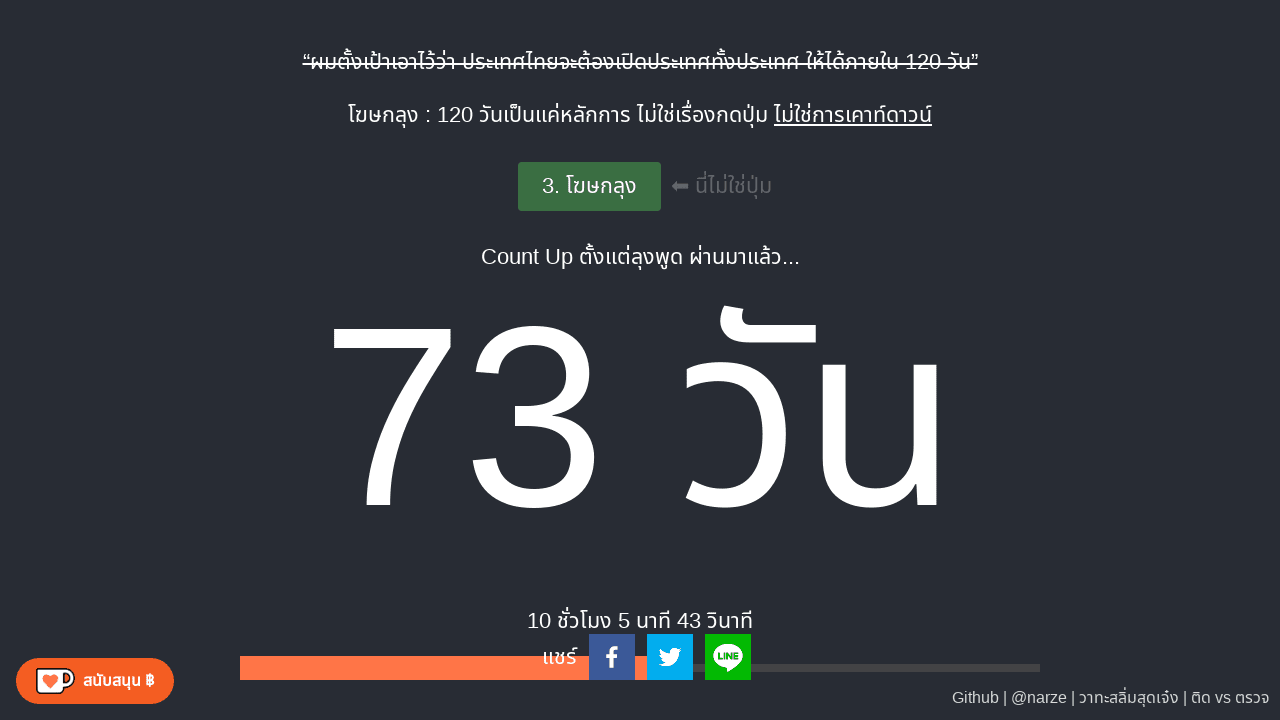 “ผมตั้งเป้าเอาไว้ว่า ประเทศไทยจะต้องเปิดประเทศทั้งประเทศ ให้ได้ภายใน 120 วัน”
โฆษกลุง : 120 วันเป็นแค่หลักการ ไม่ใช่เรื่องกดปุ่ม ไม่ใช่การเคาท์ดาวน์
3. โฆษกลุง ⬅ นี่ไม่ใช่ปุ่ม
Count Up ตั้งแต่ลุงพูด ผ่านมาแล้ว...
73 วัน
10 ชั่วโมง 5 นาที 43 วินาที
แชร์
LINE
สนับสนุน ฿
Github | @narze | วาทะสลิ่มสุดเจ๋ง | ติด vs ตรวจ